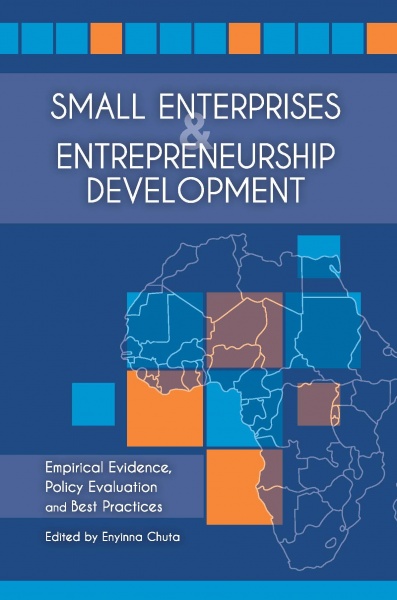 SMALL ENTERPRISES
&
ENTREPRENEURSHIP
DEVELOPMENT
Empirical Evidence,
Policy Evaluation
and Best Practices
Edited by Enyinna Chuta